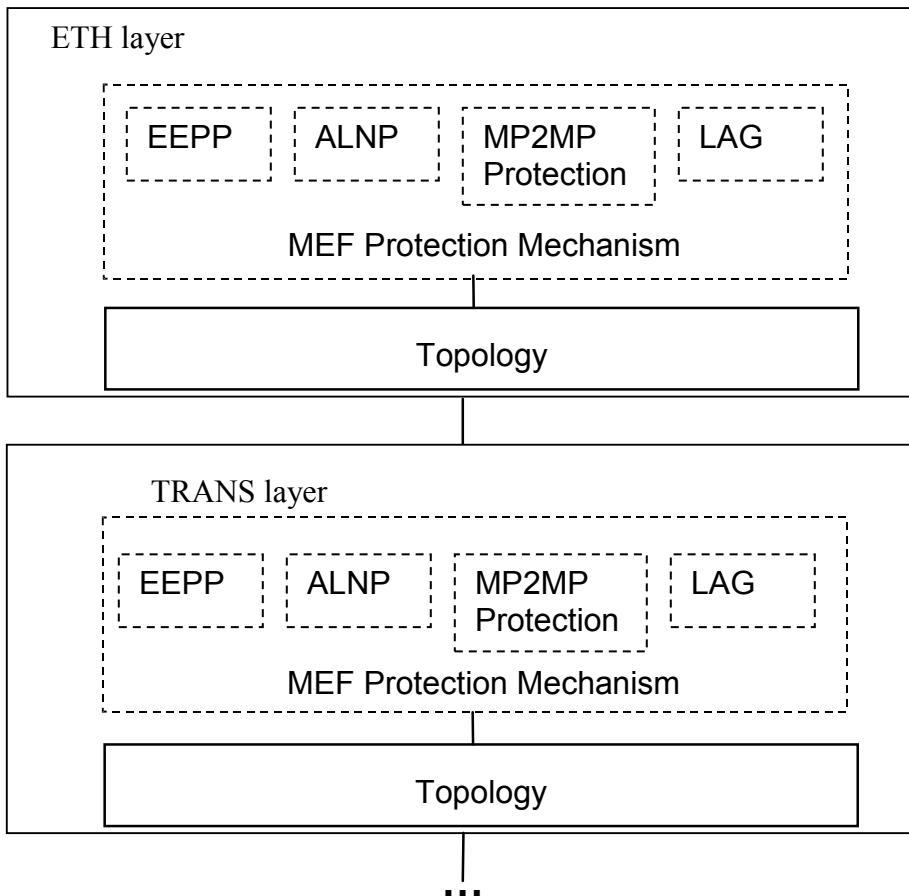 ETH layer
EEPP
ALNP
MP2MP
Protection
LAG
MEF Protection Mechanism
Topology
TRANS layer
EEPP
ALNP
MP2MP
Protection
LAG
MEF Protection Mechanism
Topology
...